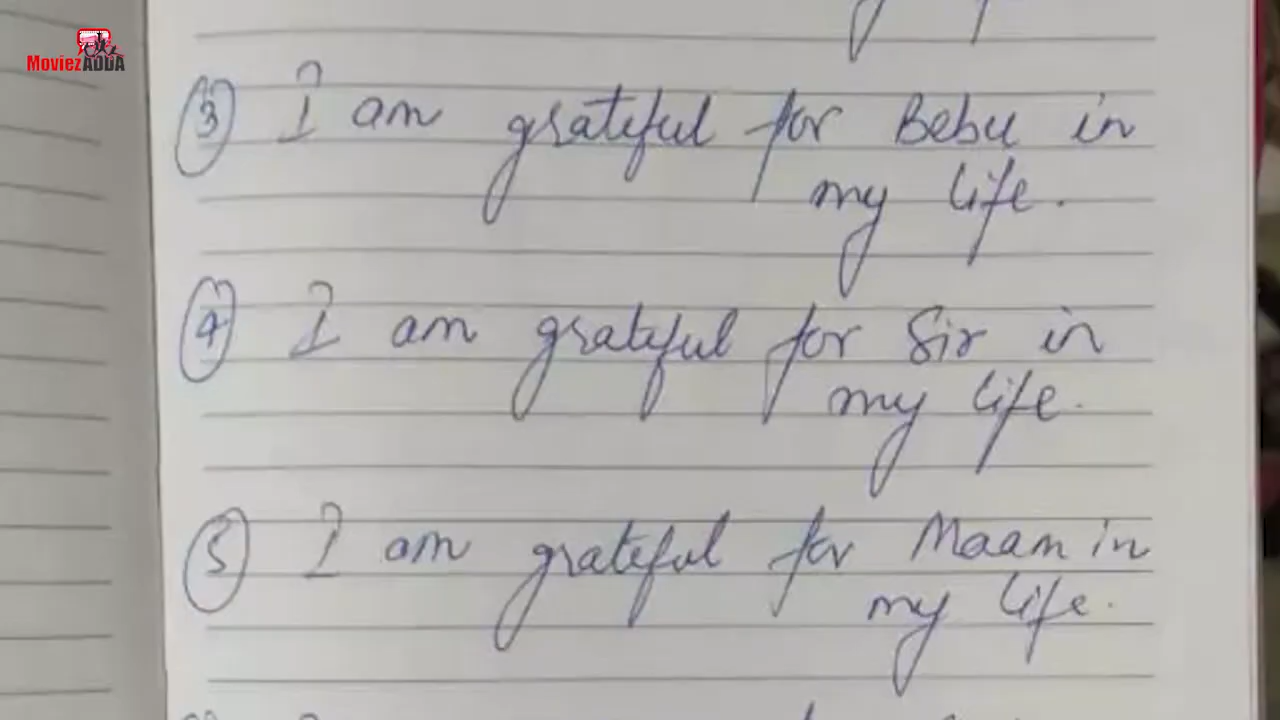 MoviezADDA
3 I am grateful for Bebu in
my life.
4 I am grateful for Sir in
my life.
5 I am grateful for Maam in
my life.